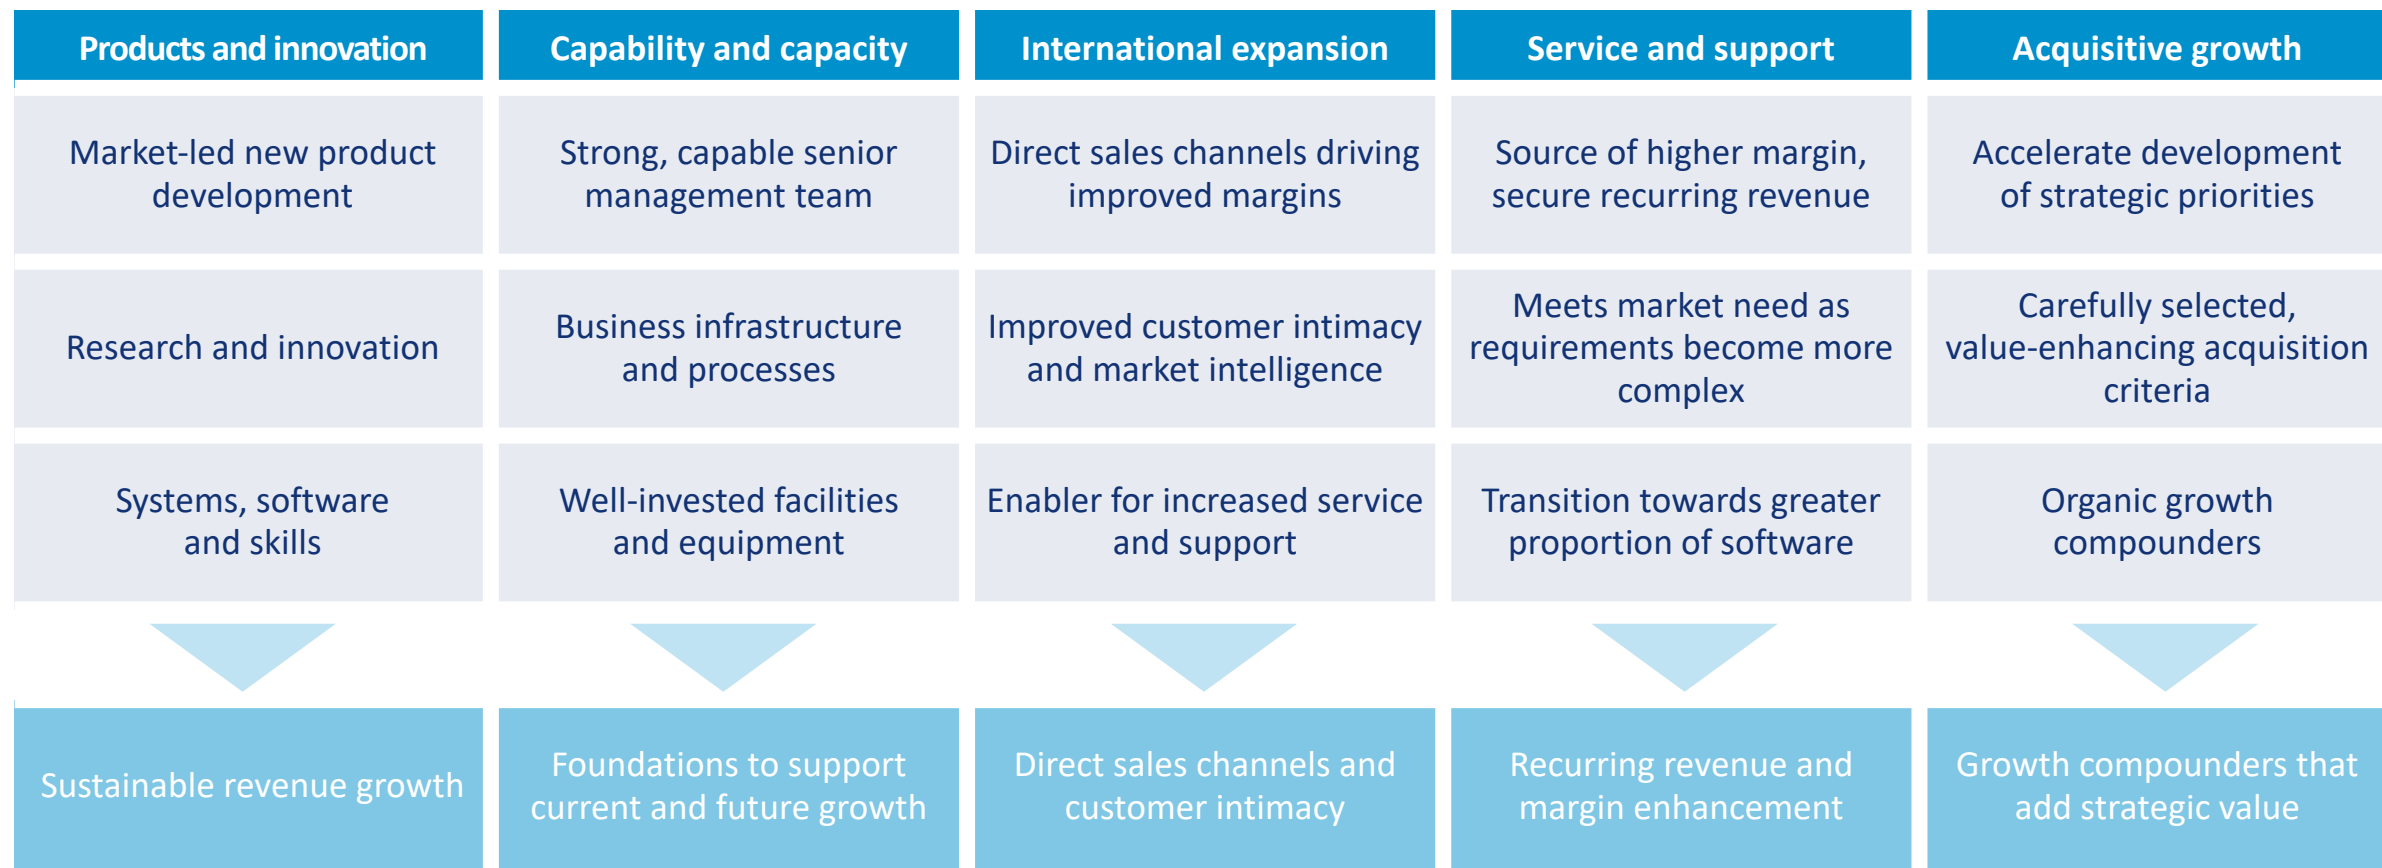 Products and innovation
Capability and capacity
International expansion
Service and support
Acquisitive growth
Market-led new product
development
Strong, capable senior
management team
Direct sales channels driving
improved margins
Source of higher margin,
secure recurring revenue
Accelerate development
of strategic priorities
Research and innovation
Business infrastructure
and processes
Improved customer intimacy
and market intelligence
Meets market need as
requirements become more
complex
Carefully selected,
value-enhancing acquisition
criteria
Systems, software
and skills
Well-invested facilities
and equipment
Enabler for increased service
and support
Transition towards greater
proportion of software
Organic growth
compounders
Sustainable revenue growth
Foundations to support
current and future growth
Direct sales channels and
customer intimacy
Recurring revenue and
margin enhancement
Growth compounders that
add strategic value